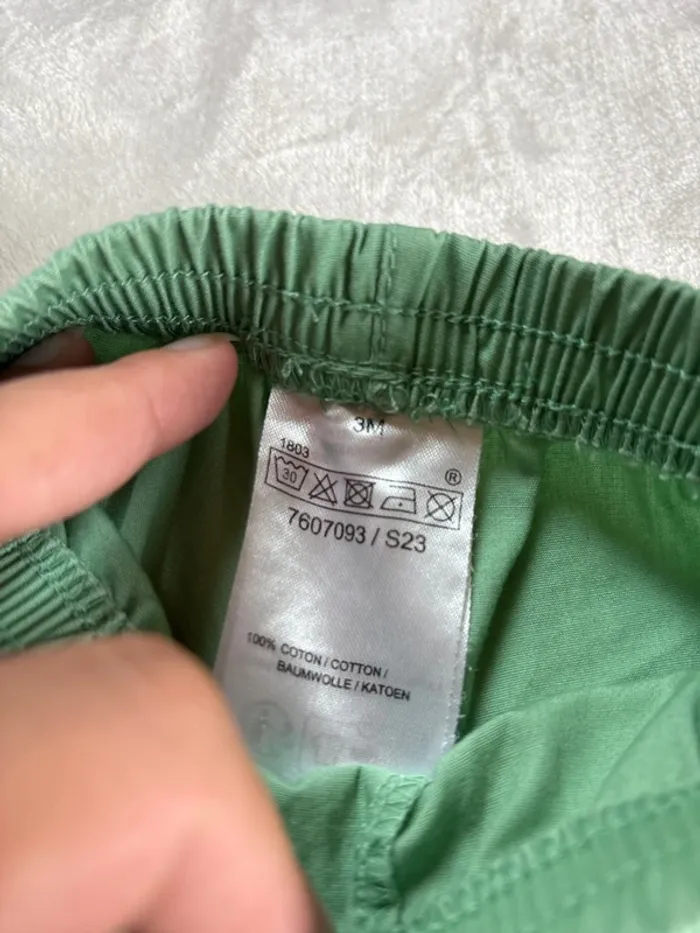 3M
1803
®
30
7607093 / S23
100% COTON / COTTON /
BAUMWOLLE / KATOEN